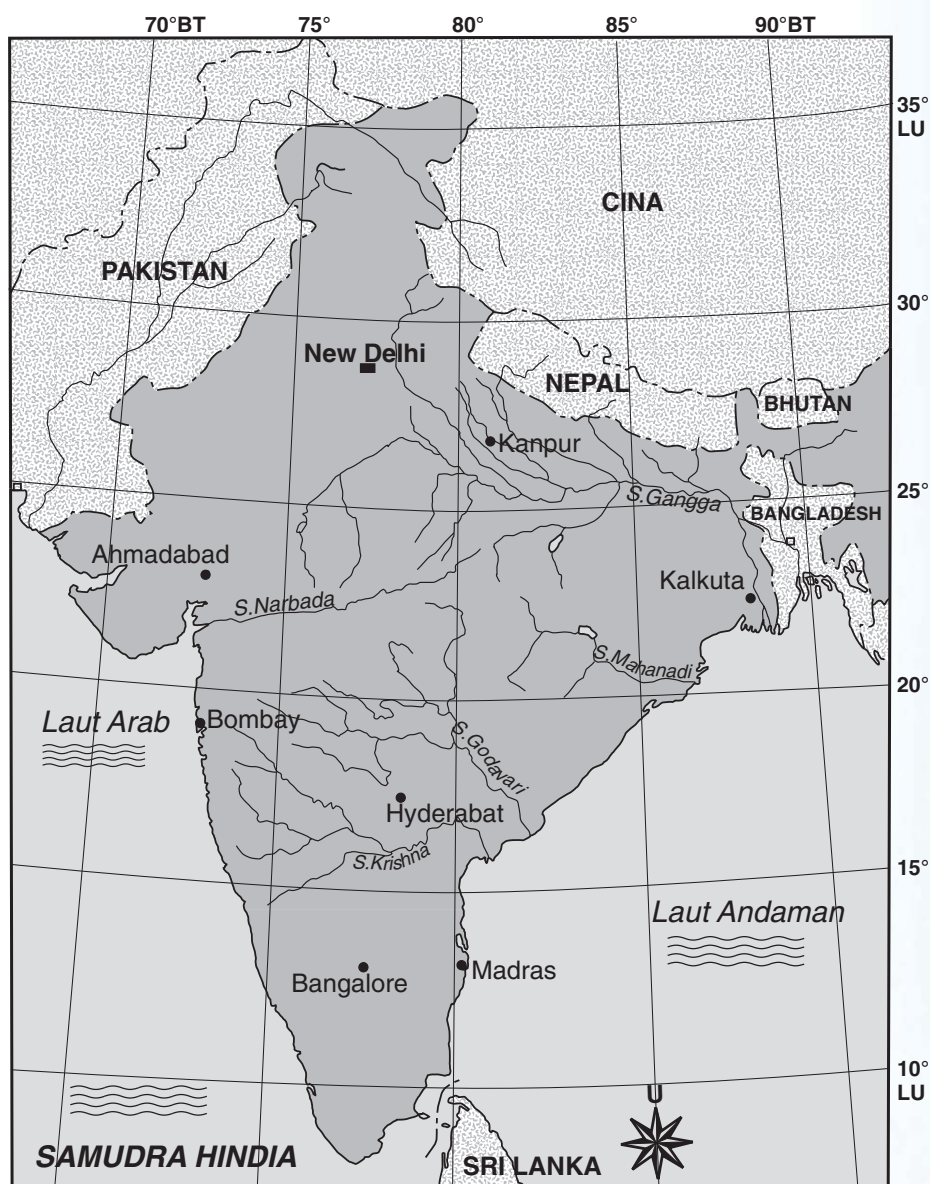 70°BT
75°
80°
85°
90°BT
35°
LU
CINA
PAKISTAN
30°
New Delhi
NEPAL
BHUTAN
Kanpur
25°
S.Gangga
BANGLADESH
Ahmadabad
Kalkuta
S.Narbada
S.Mahanadi
20°
Laut Arab
Bombay
S.Godavari
Hyderabat
S.Krishna
15°
Laut Andaman
Bangalore
Madras
10°
LU
U
SAMUDRA HINDIA
SRI LANKA